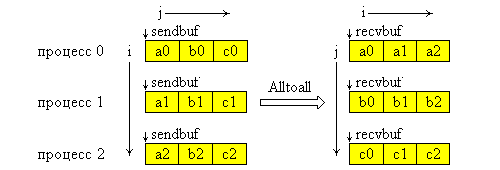 j i
sendbuf recvbuf
процесс 0 i a0 b0 c0 j a0 a1 a2
sendbuf Alltoall recvbuf
процесс 1 a1 b1 c1 b0 b1 b2
sendbuf recvbuf
процесс 2 a2 b2 c2 c0 c1 c2